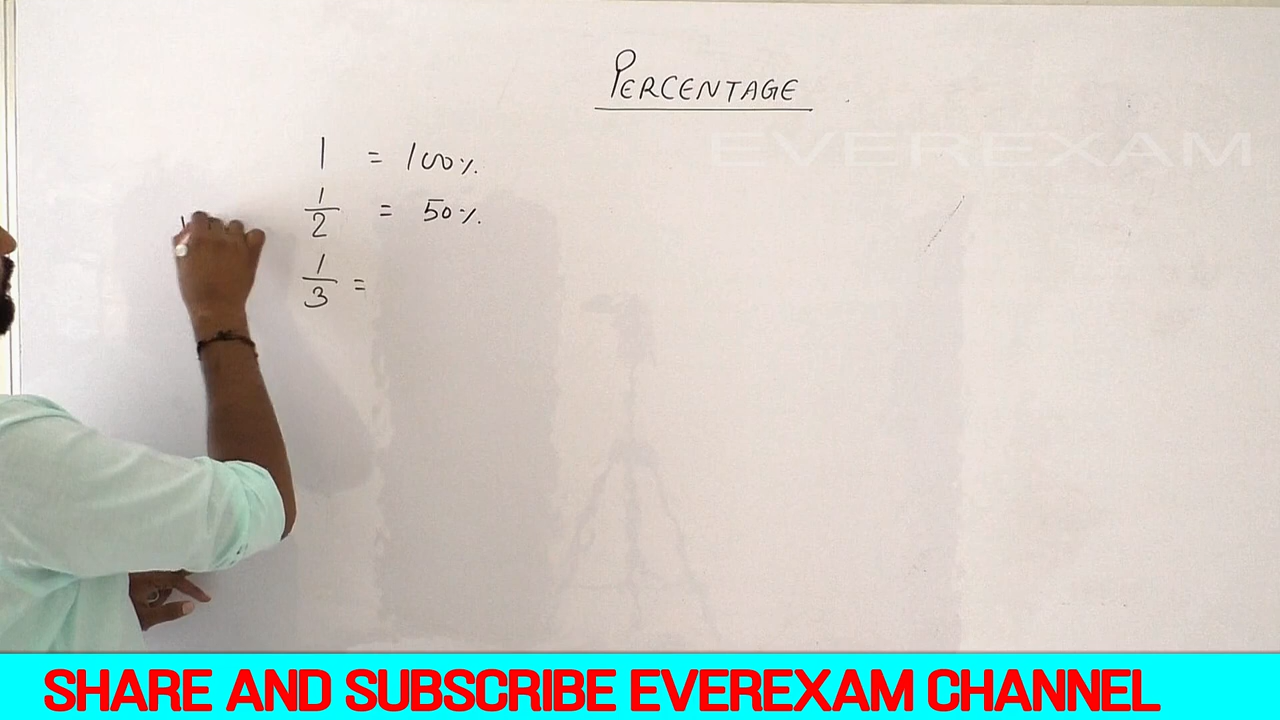 PERCENTAGE
EVEREXAM
1 = 100%
1/2 = 50%
1/3 =
SHARE AND SUBSCRIBE EVEREXAM CHANNEL